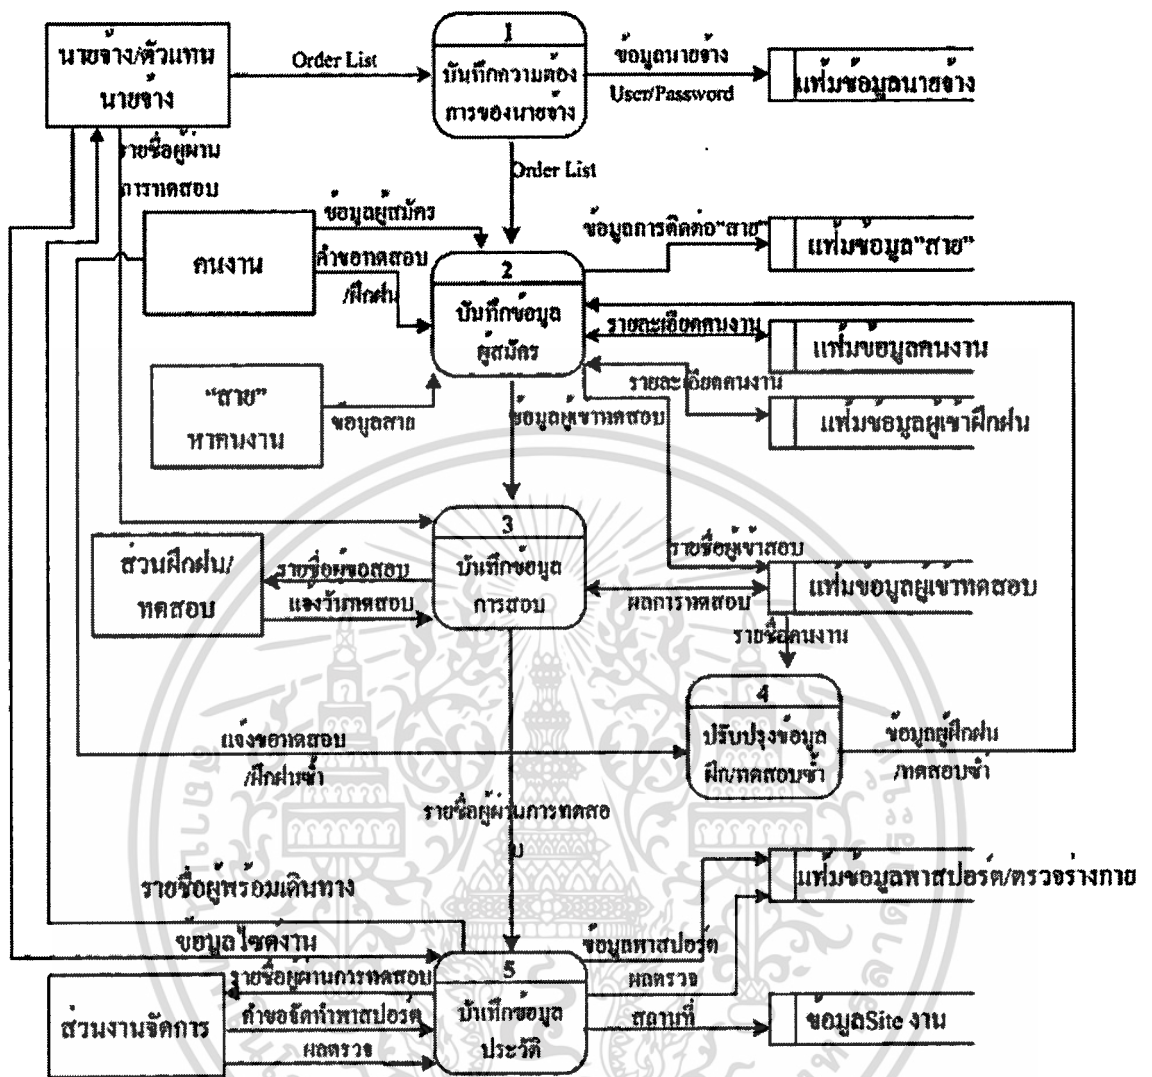 นายจ้าง/ตัวแทน
นายจ้าง
Order List
1
บันทึกความต้อง
การของนายจ้าง
ข้อมูลนายจ้าง
User/Password
แฟ้มข้อมูลนายจ้าง
รายชื่อผู้ผ่าน
การทดสอบ
Order List
คนงาน
ข้อมูลผู้สมัคร
คำขอทดสอบ
/ฝึกฝน
2
บันทึกข้อมูล
ผู้สมัคร
ข้อมูลการติดต่อ"สาย"
แฟ้มข้อมูล"สาย"
รายละเอียดคนงาน
แฟ้มข้อมูลคนงาน
รายละเอียดคนงาน
แฟ้มข้อมูลผู้เข้าฝึกฝน
"สาย"
หาคนงาน
ข้อมูลสาย
ข้อมูลผู้เข้าทดสอบ
ส่วนฝึกฝน/
ทดสอบ
รายชื่อผู้ขอสอบ
แจ้งวันทดสอบ
3
บันทึกข้อมูล
การสอบ
รายชื่อผู้เข้าสอบ
ผลการทดสอบ
แฟ้มข้อมูลผู้เข้าทดสอบ
รายชื่อคนงาน
4
ปรับปรุงข้อมูล
ฝึก/ทดสอบซ้ำ
ข้อมูลผู้ฝึกฝน
/ทดสอบซ้ำ
แจ้งขอทดสอบ
/ฝึกฝนซ้ำ
รายชื่อผู้ผ่านการทดสอ
บ
รายชื่อผู้พร้อมเดินทาง
ข้อมูลไซต์งาน
รายชื่อผู้ผ่านการทดสอบ
คำขอจัดทำพาสปอร์ต
ผลตรวจ
ส่วนงานจัดการ
5
บันทึกข้อมูล
ประวัติ
ข้อมูลพาสปอร์ต
ผลตรวจ
สถานที่
แฟ้มข้อมูลพาสปอร์ต/ตรวจร่างกาย
ข้อมูลSite งาน